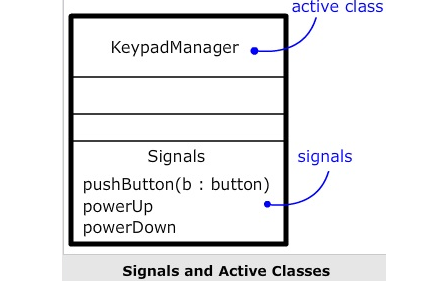 active class
KeypadManager
Signals
signals
pushButton(b : button)
powerUp
powerDown
Signals and Active Classes